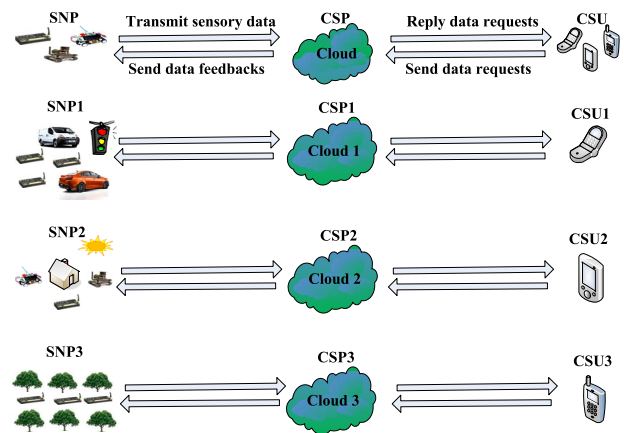 SNP
Transmit sensory data
CSP
Reply data requests
CSU
Cloud
Send data feedbacks
Send data requests
SNP1
CSP1
CSU1
Cloud 1
SNP2
CSP2
CSU2
Cloud 2
SNP3
CSP3
CSU3
Cloud 3